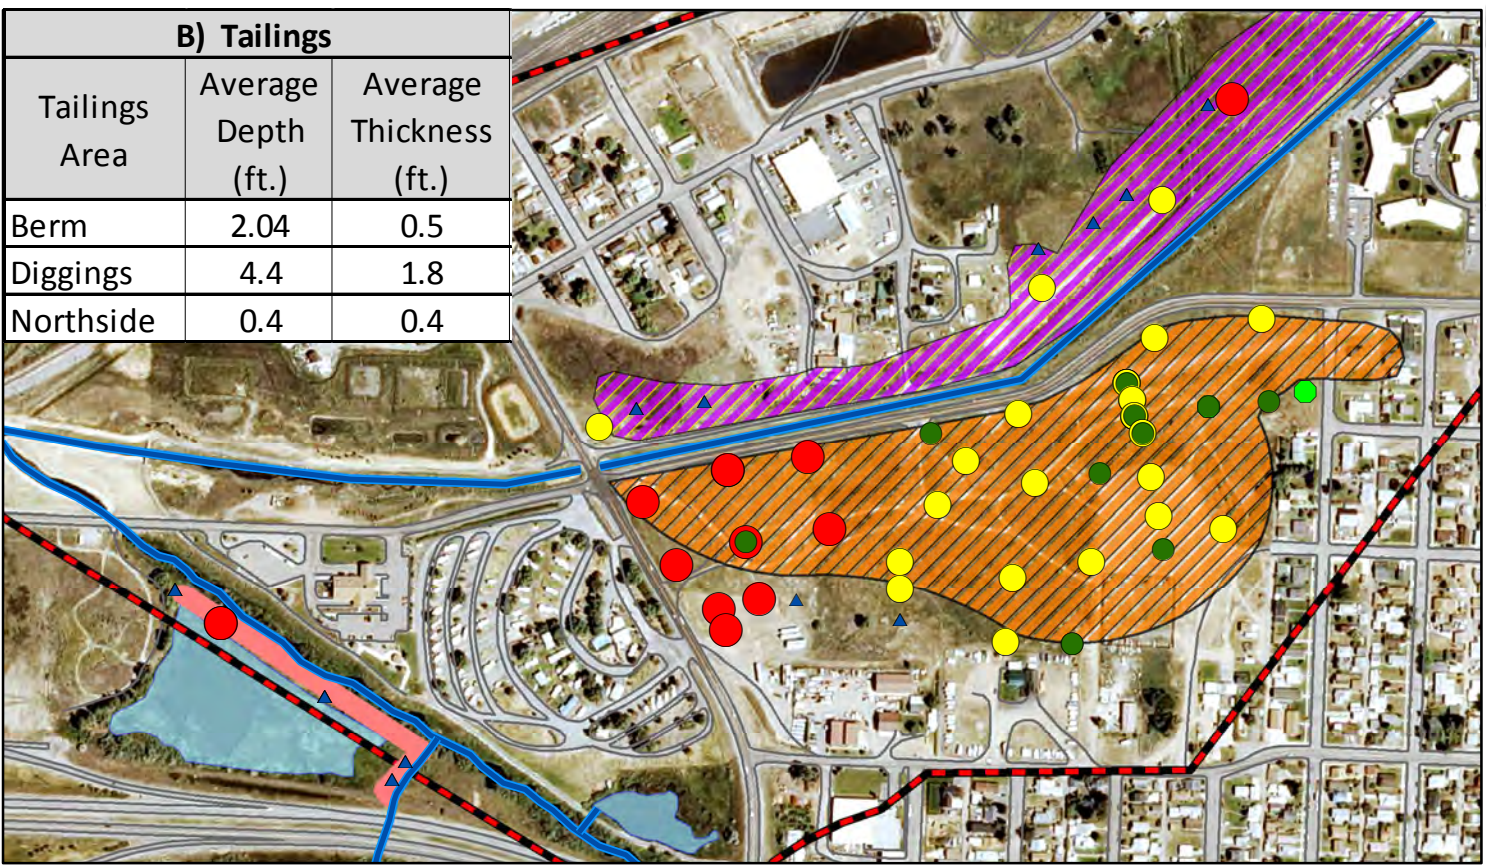 B) Tailings
Tailings Area Average Depth (ft.) Average Thickness (ft.)
Berm 2.04 0.5
Diggings 4.4 1.8
Northside 0.4 0.4